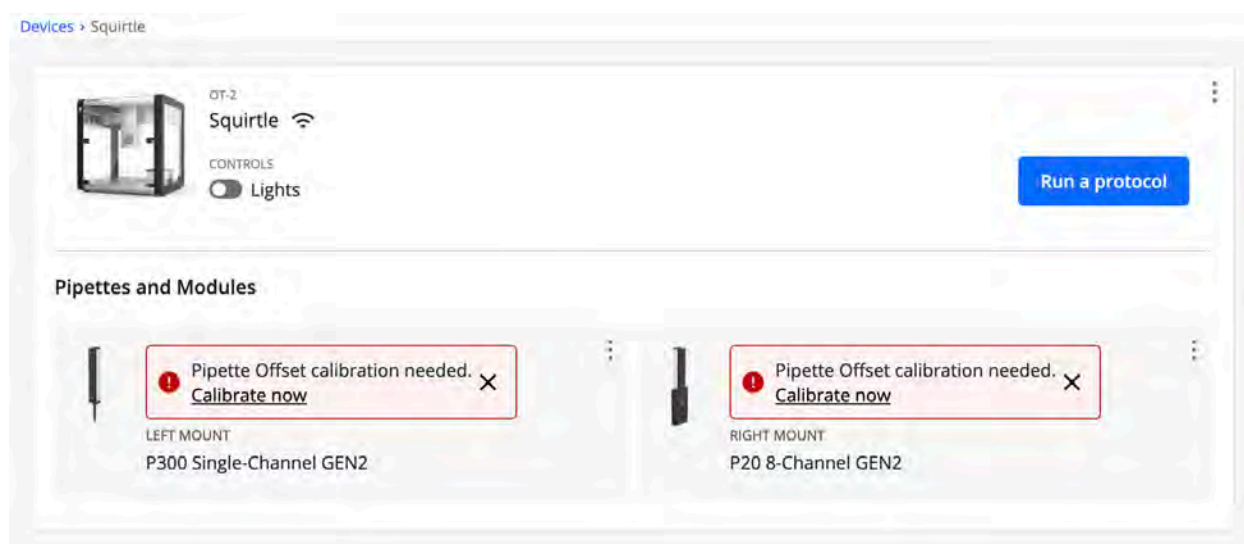 Devices › Squirtle
OT-2
Squirtle
CONTROLS
Lights
Run a protocol
Pipettes and Modules
Pipette Offset calibration needed.
Calibrate now
LEFT MOUNT
P300 Single-Channel GEN2
Pipette Offset calibration needed.
Calibrate now
RIGHT MOUNT
P20 8-Channel GEN2